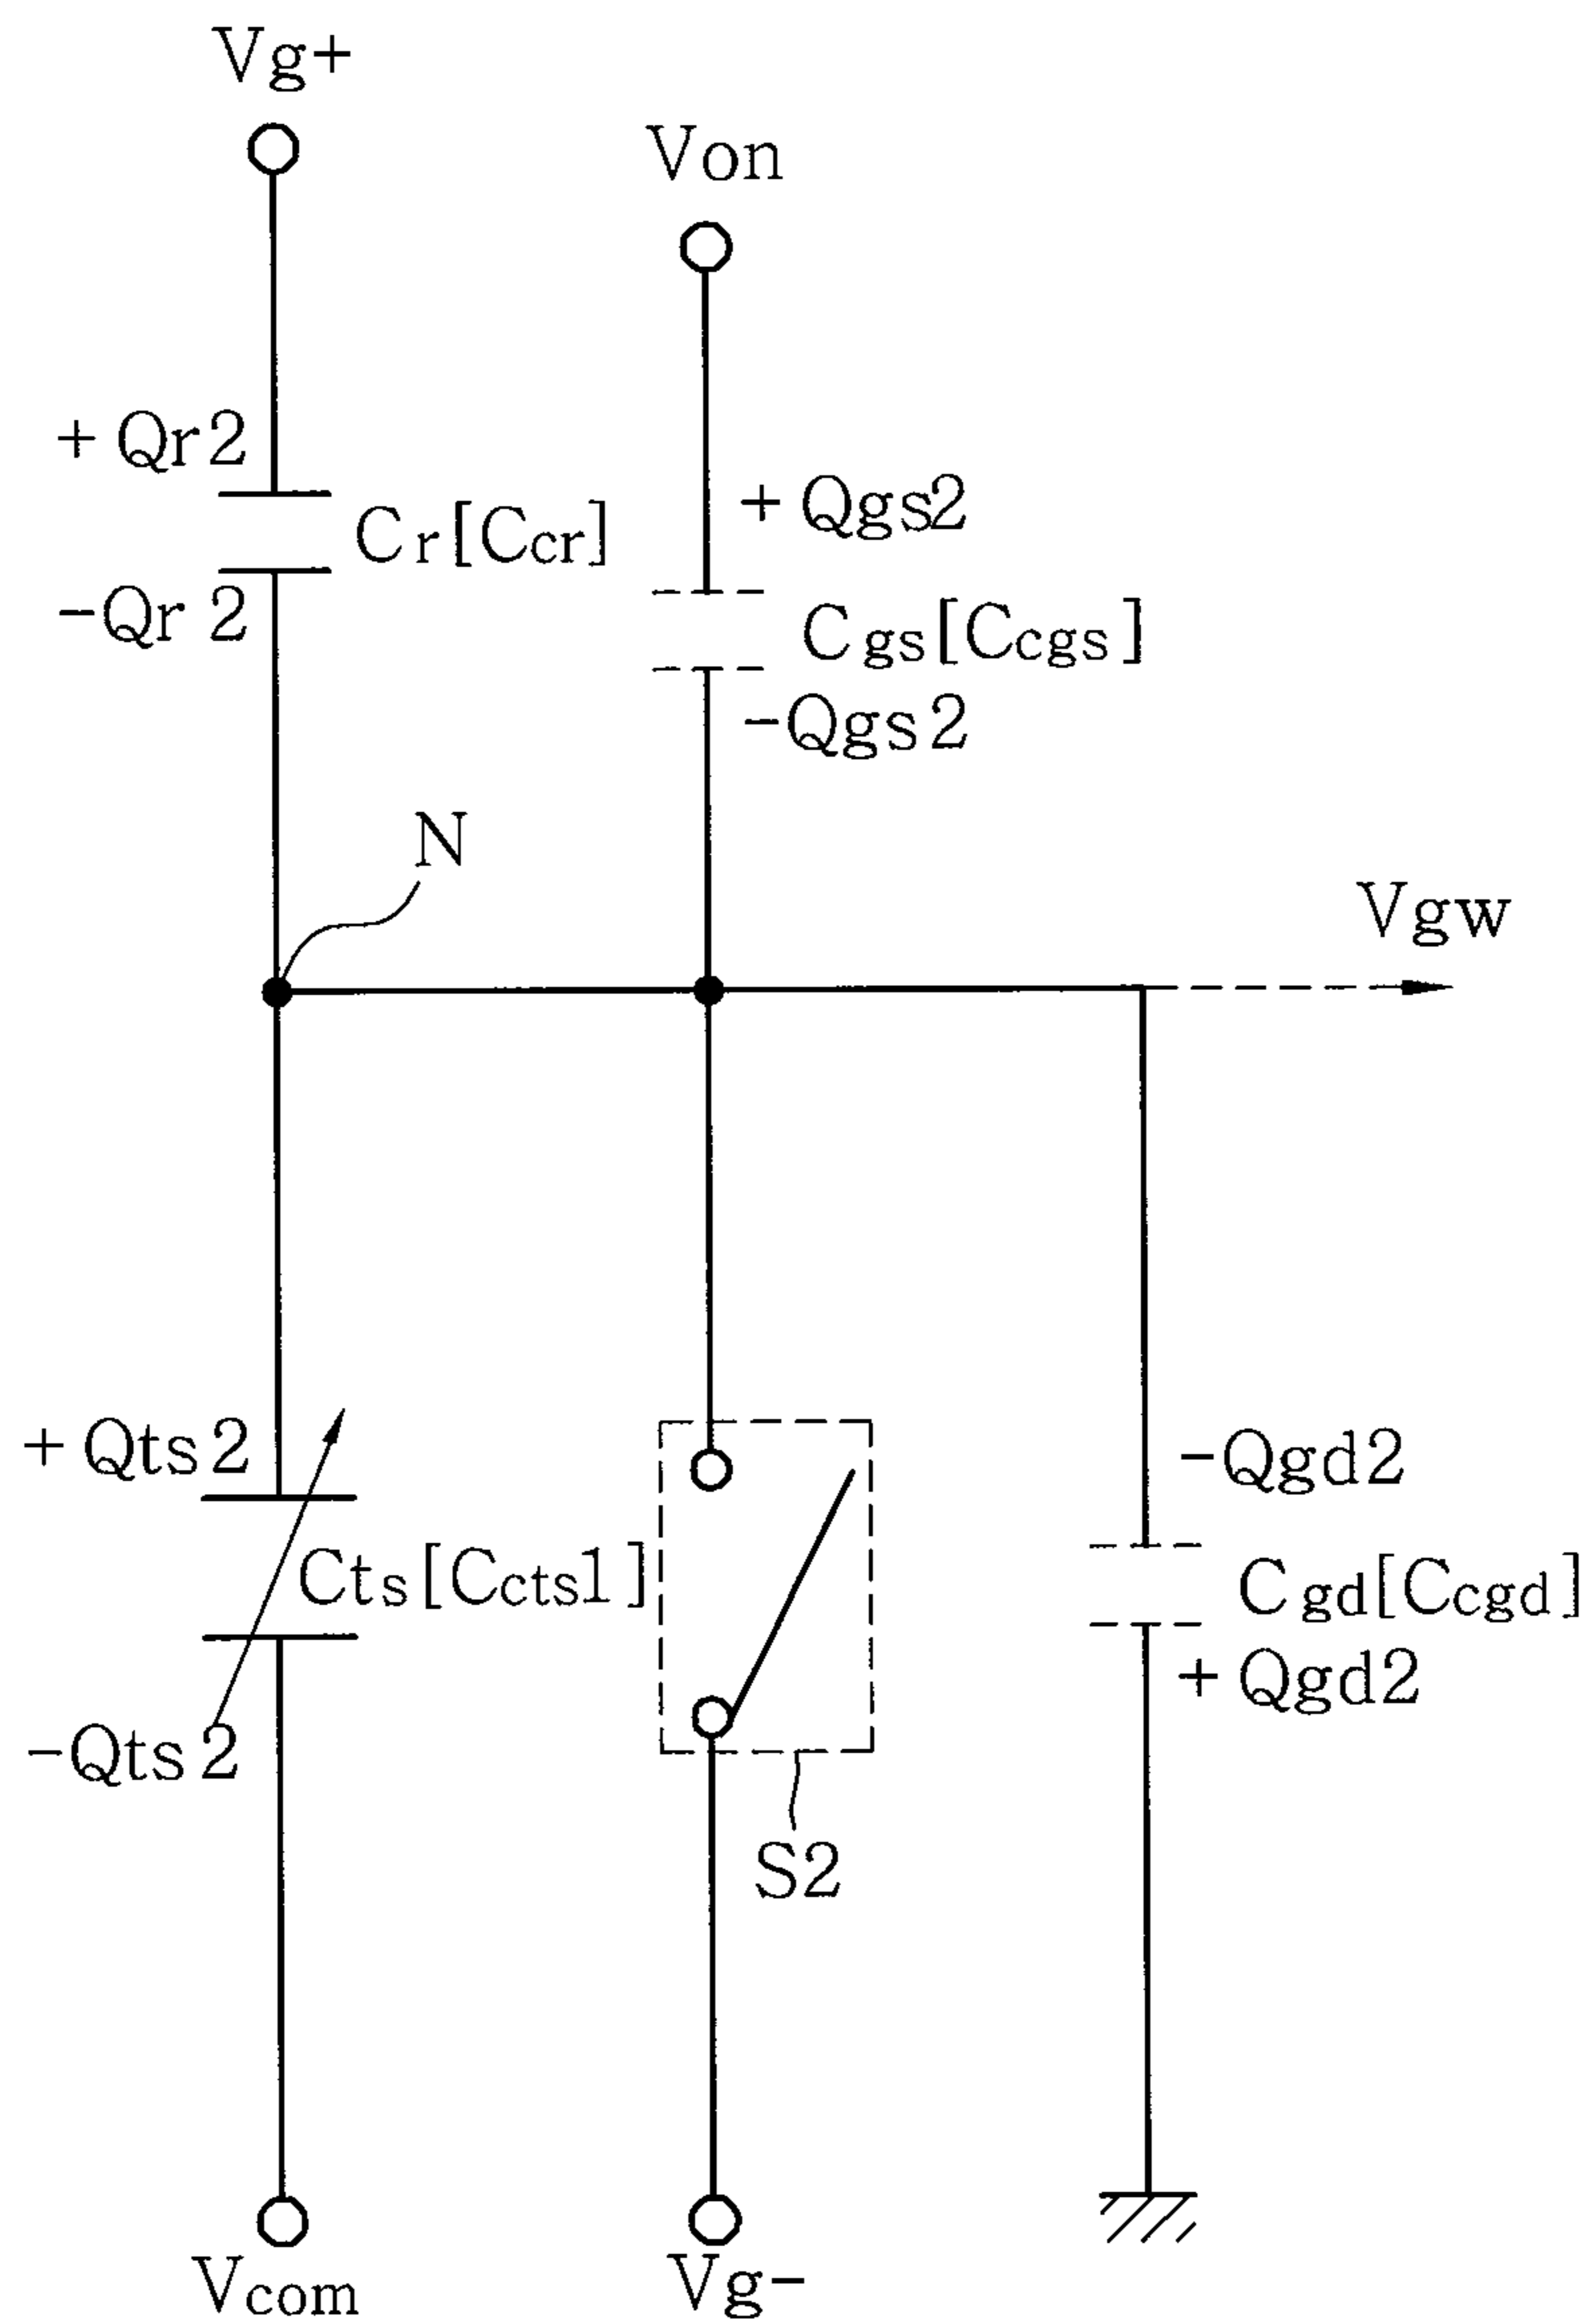 Vg+
Von
+Qr2
Cr[Ccr]
-Qr2
+Qgs2
Cgs[Ccgs]
-Qgs2
N
Vgw
+Qts2
Cts[Ccts1]
-Qts2
-Qgd2
Cgd[Ccgd]
+Qgd2
S2
Vcom
Vg-